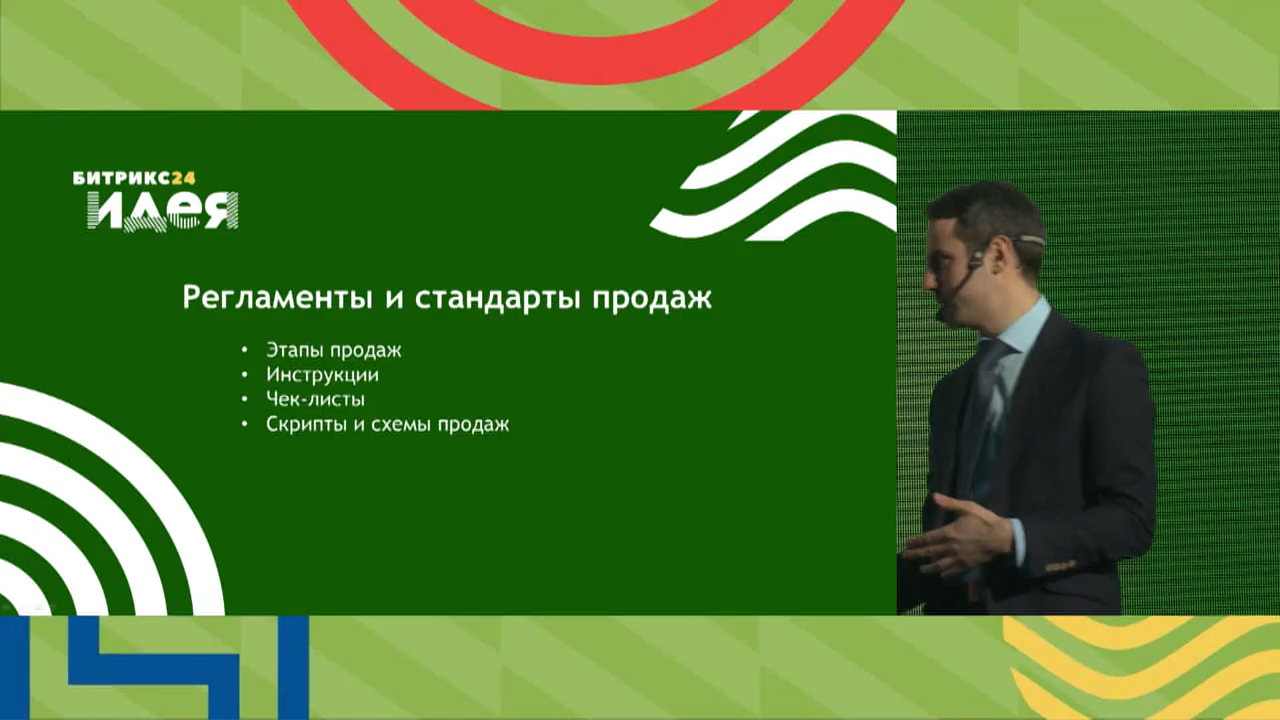 БИТРИКС24
идея
Регламенты и стандарты продаж
• Этапы продаж
• Инструкции
• Чек-листы
• Скрипты и схемы продаж